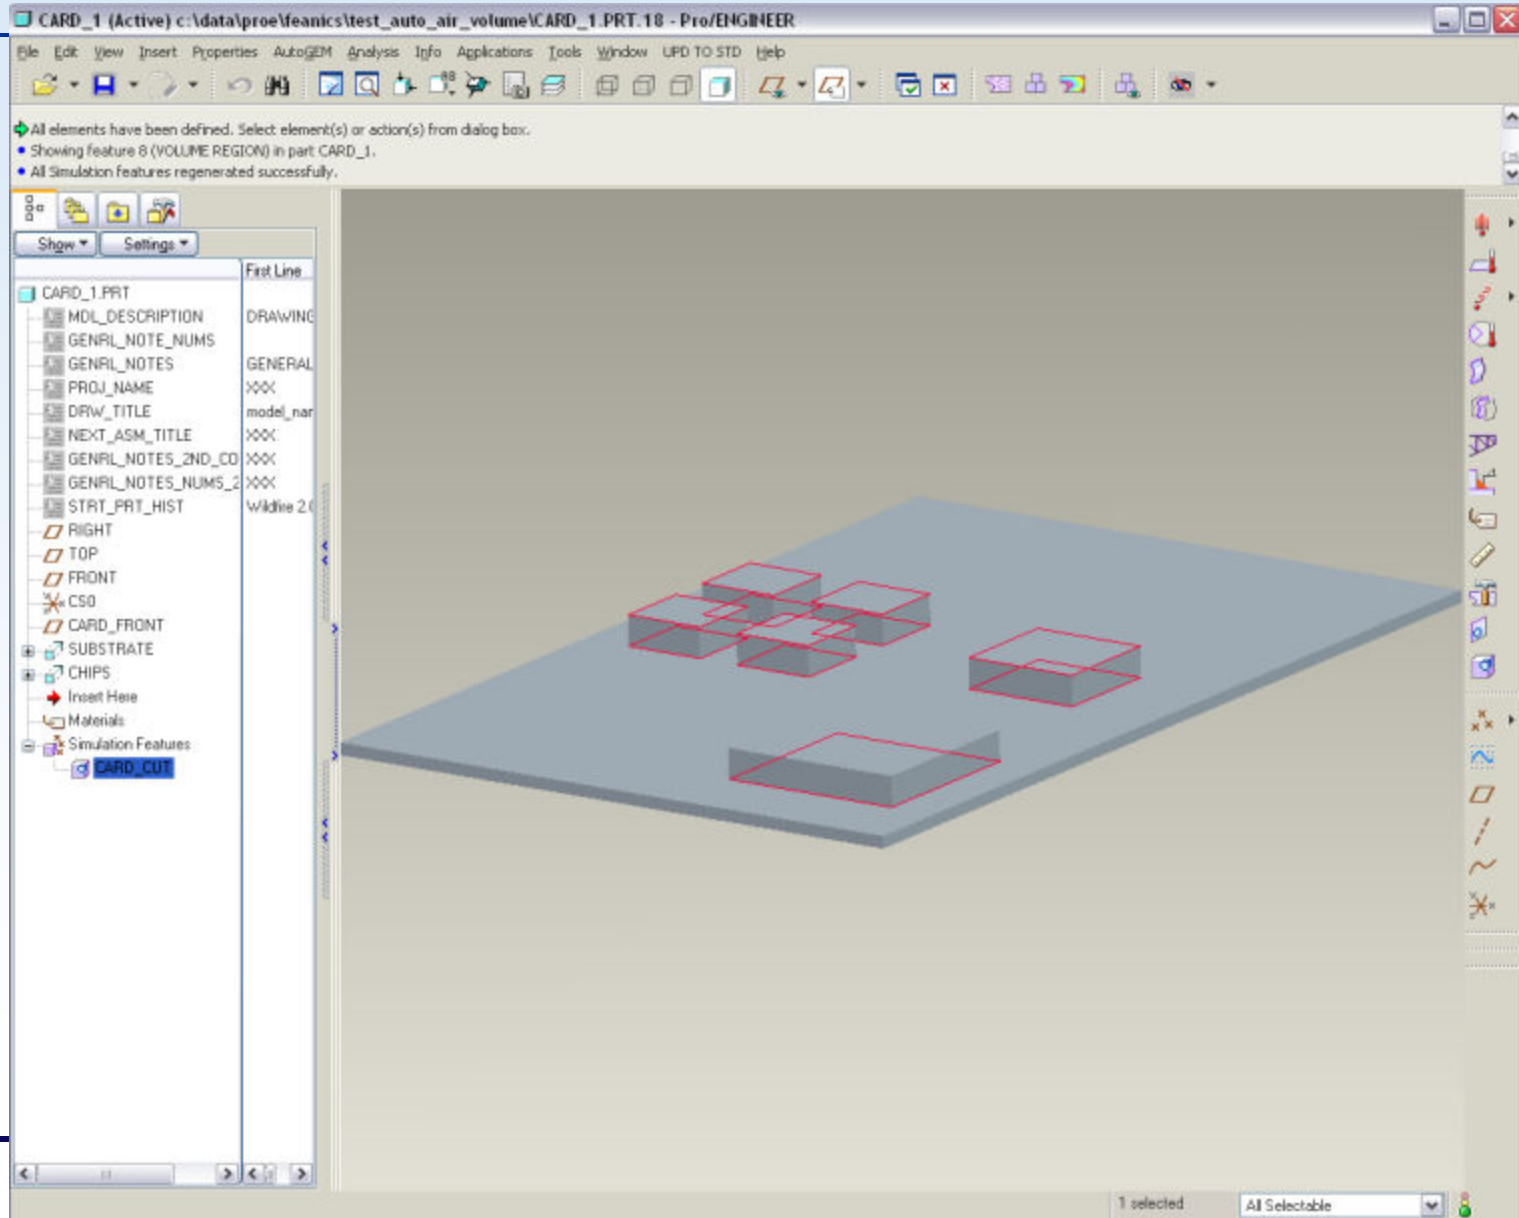 CARD_1 (Active) c:\data\proe\feanics\test_auto_air_volume\CARD_1.PRT.18 - Pro/ENGINEER
File Edit View Insert Properties AutoGEM Analysis Info Applications Tools Window UPD TO STD Help
All elements have been defined. Select element(s) or action(s) from dialog box.
• Showing feature 8 (VOLUME REGION) in part CARD_1.
• All Simulation features regenerated successfully.
Show Settings
First Line
CARD_1.PRT
MDL_DESCRIPTION DRAWING
GENRL_NOTE_NUMS
GENRL_NOTES GENERAL
PROJ_NAME XXX
DRW_TITLE model_nar
NEXT_ASM_TITLE XXX
GENRL_NOTES_2ND_CO XXX
GENRL_NOTES_NUMS_2 XXX
STRT_PRT_HIST Wildfire 2.0
RIGHT
TOP
FRONT
CS0
CARD_FRONT
SUBSTRATE
CHIPS
Insert Here
Materials
Simulation Features
CARD_CUT
1 selected All Selectable